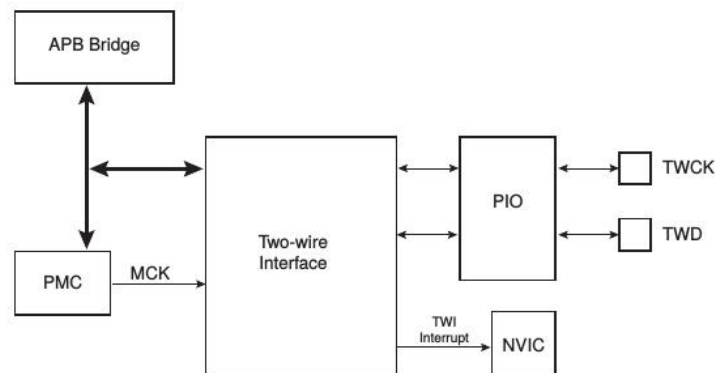 APB Bridge
TWCK
PIO
TWD
Two-wire
Interface
PMC
MCK
TWI
Interrupt
NVIC